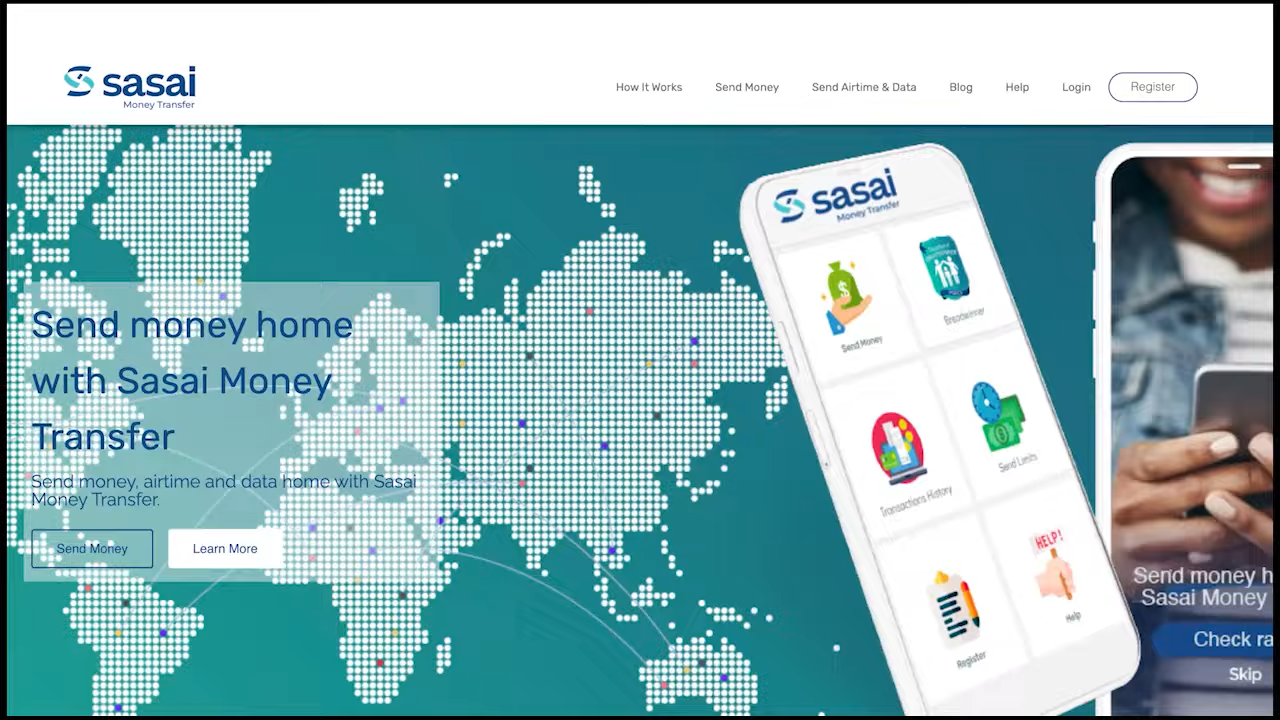 sasai
Money Transfer
How It Works
Send Money
Send Airtime & Data
Blog
Help
Login
Register
Send money home
with Sasai Money
Transfer
Send money, airtime and data home with Sasai
Money Transfer.
Send Money
Learn More
sasai
Money Transfer
$
Send Money
Breadwinner
Transactions History
Send Limits
Register
HELP!
Help
Send money h
Sasai Money
Check ra
Skip